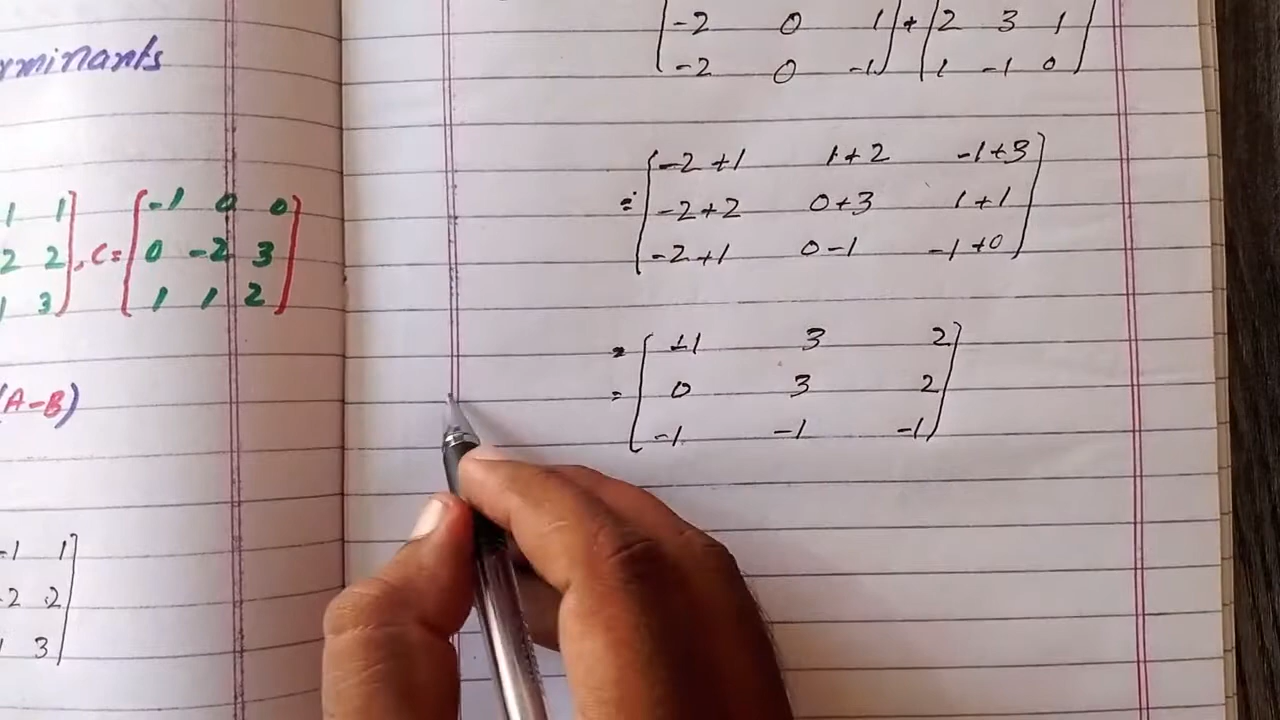 rminants
1 1
2 2 , C = [ -1 0 0
0 -2 3
1 3
1 1 2 ]
(A-B)
-1 1
-2 2
1 3
[ -2 0 1 ] + [ 2 3 1
-2 0 -1 ] [ 1 -1 0 ]
= [ -2+1 1+2 -1+3
-2+2 0+3 1+1
-2+1 0-1 -1+0 ]
= [ 3 2
= 0 3 2
-1 -1 -1 ]